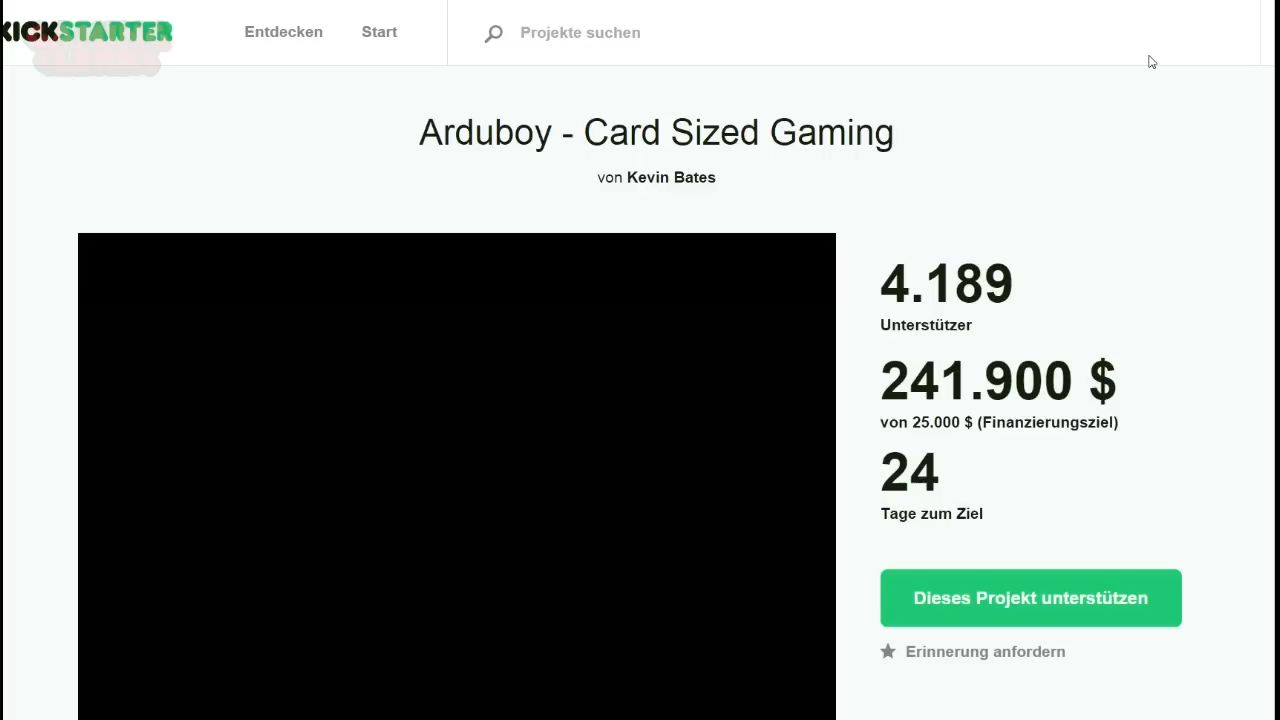 KICKSTARTER
Entdecken
Start
Projekte suchen
Arduboy - Card Sized Gaming
von Kevin Bates
4.189
Unterstützer
241.900 $
von 25.000 $ (Finanzierungsziel)
24
Tage zum Ziel
Dieses Projekt unterstützen
Erinnerung anfordern